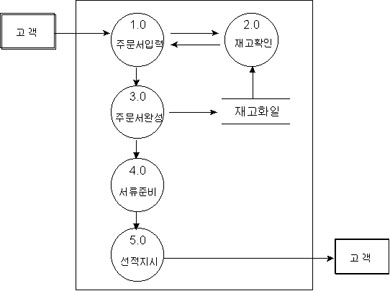 고객
1.0
주문서입력
2.0
재고확인
3.0
주문서완성
재고화일
4.0
서류준비
5.0
선적지시
고객